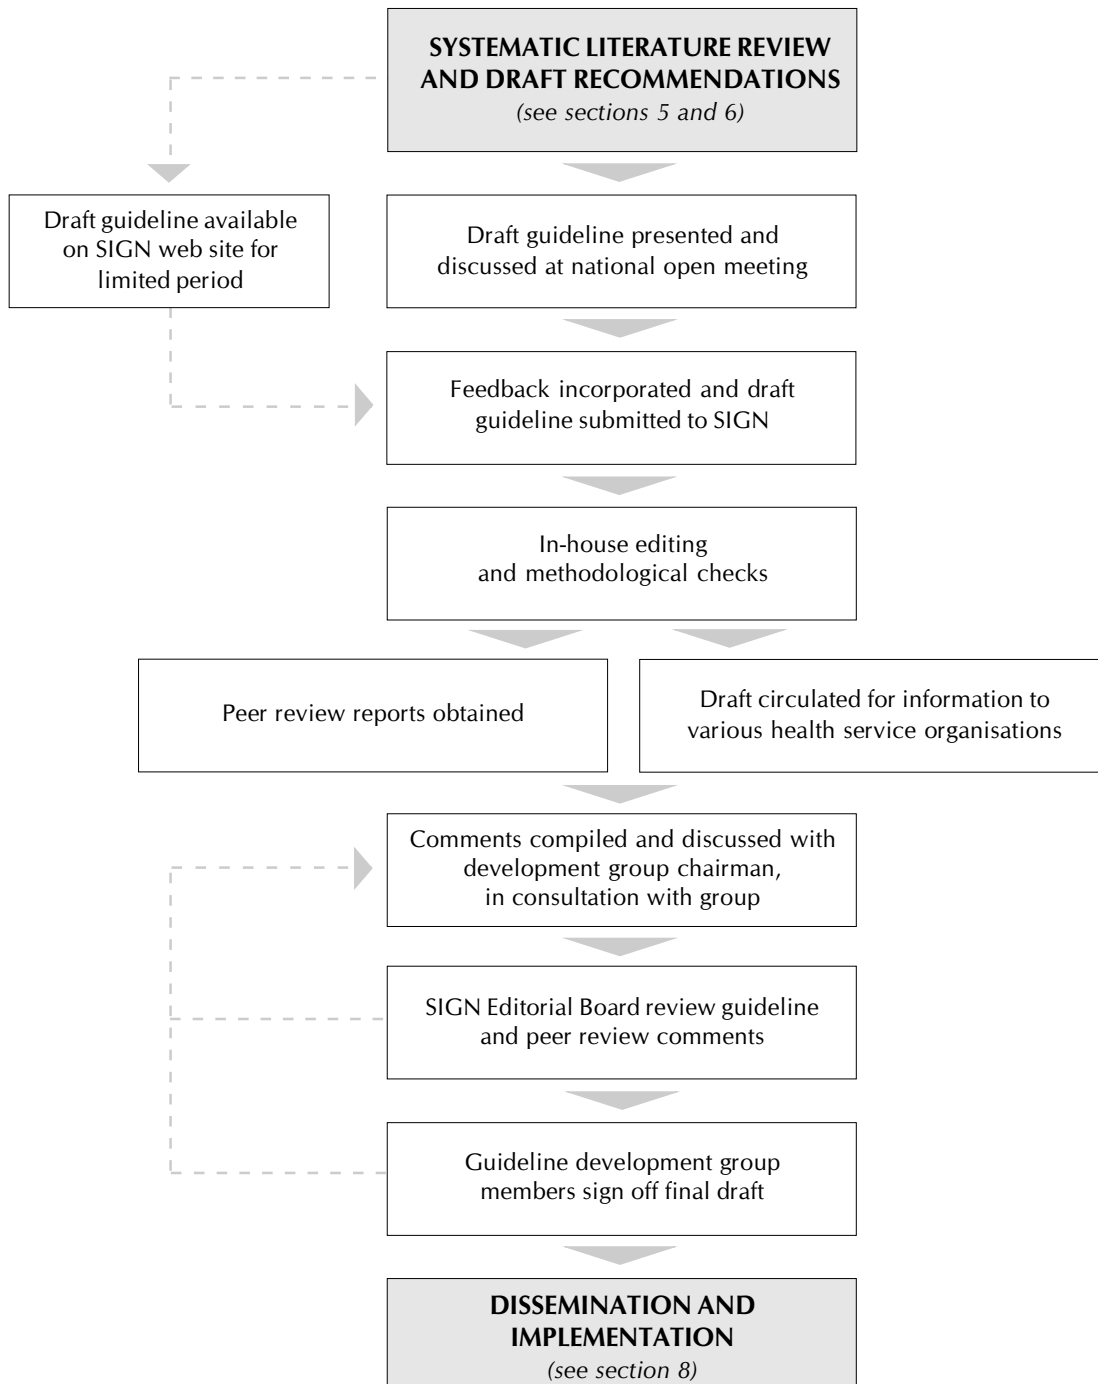 SYSTEMATIC LITERATURE REVIEW
AND DRAFT RECOMMENDATIONS
(see sections 5 and 6)
Draft guideline available
on SIGN web site for
limited period
Draft guideline presented and
discussed at national open meeting
Feedback incorporated and draft
guideline submitted to SIGN
In-house editing
and methodological checks
Peer review reports obtained
Draft circulated for information to
various health service organisations
Comments compiled and discussed with
development group chairman,
in consultation with group
SIGN Editorial Board review guideline
and peer review comments
Guideline development group
members sign off final draft
DISSEMINATION AND
IMPLEMENTATION
(see section 8)